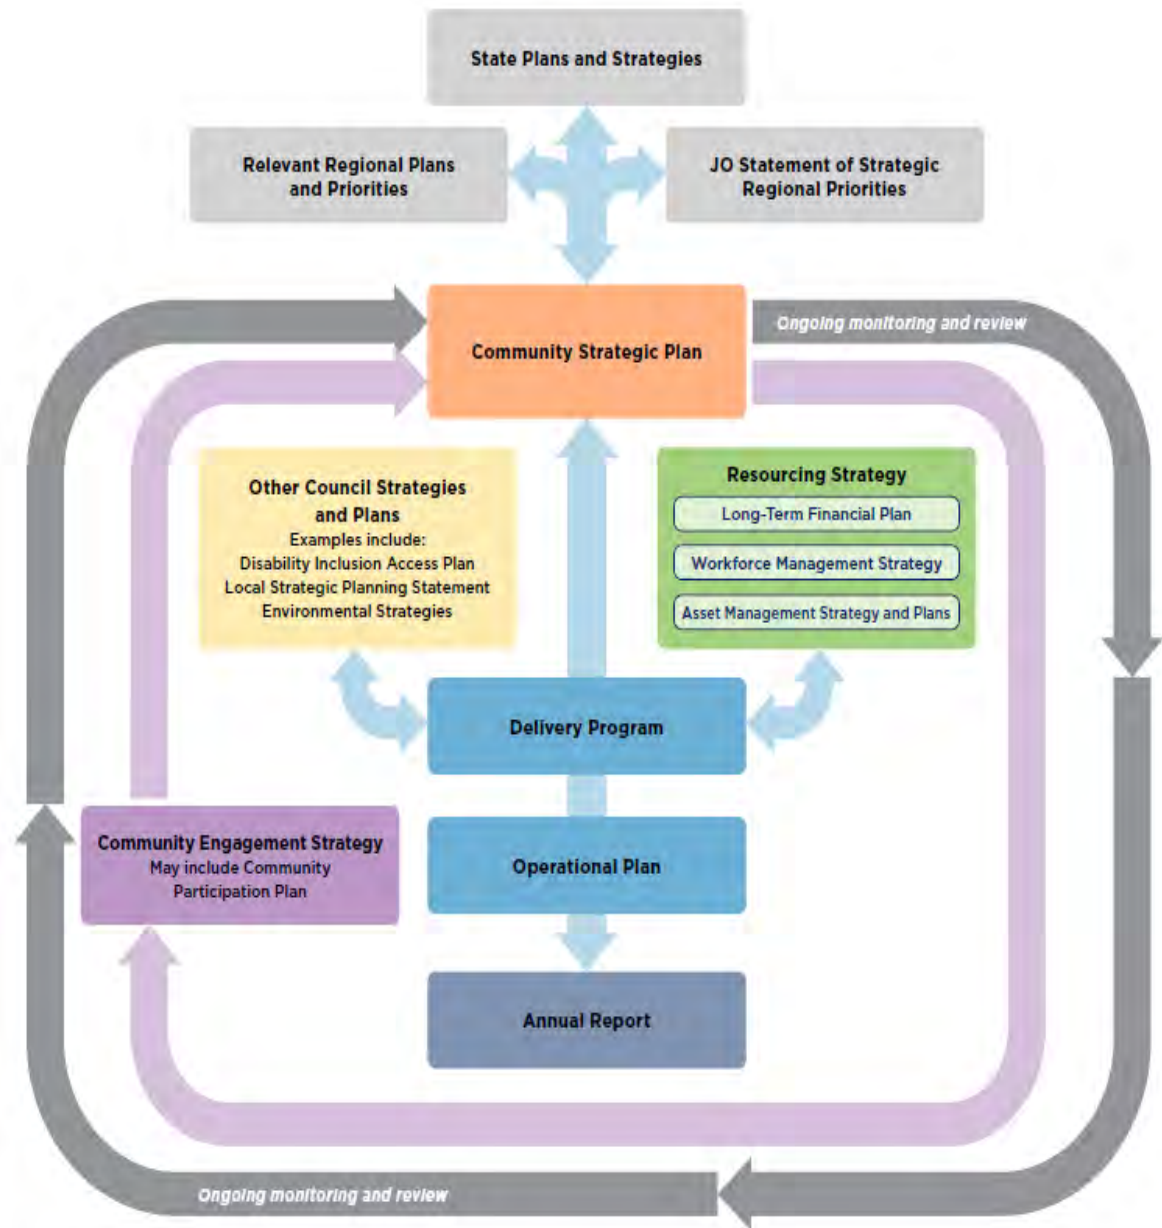 State Plans and Strategies
Relevant Regional Plans
and Priorities
JO Statement of Strategic
Regional Priorities
Ongoing monitoring and review
Community Strategic Plan
Other Council Strategies
and Plans
Examples include:
Disability Inclusion Access Plan
Local Strategic Planning Statement
Environmental Strategies
Resourcing Strategy
Long-Term Financial Plan
Workforce Management Strategy
Asset Management Strategy and Plans
Delivery Program
Community Engagement Strategy
May include Community
Participation Plan
Operational Plan
Annual Report
Ongoing monitoring and review